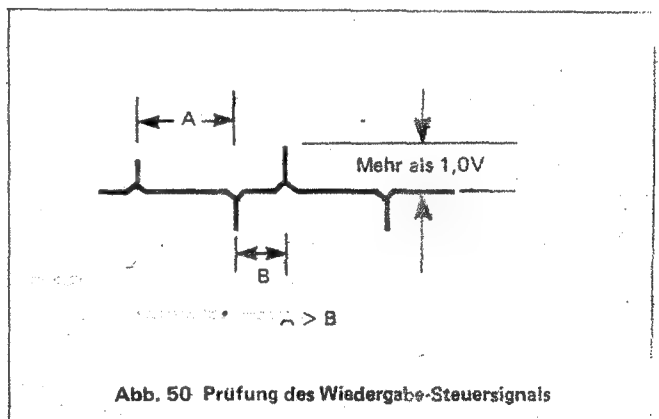 A
Mehr als 1,0V
B
A > B
Abb. 50 Prüfung des Wiedergabe-Steuersignals